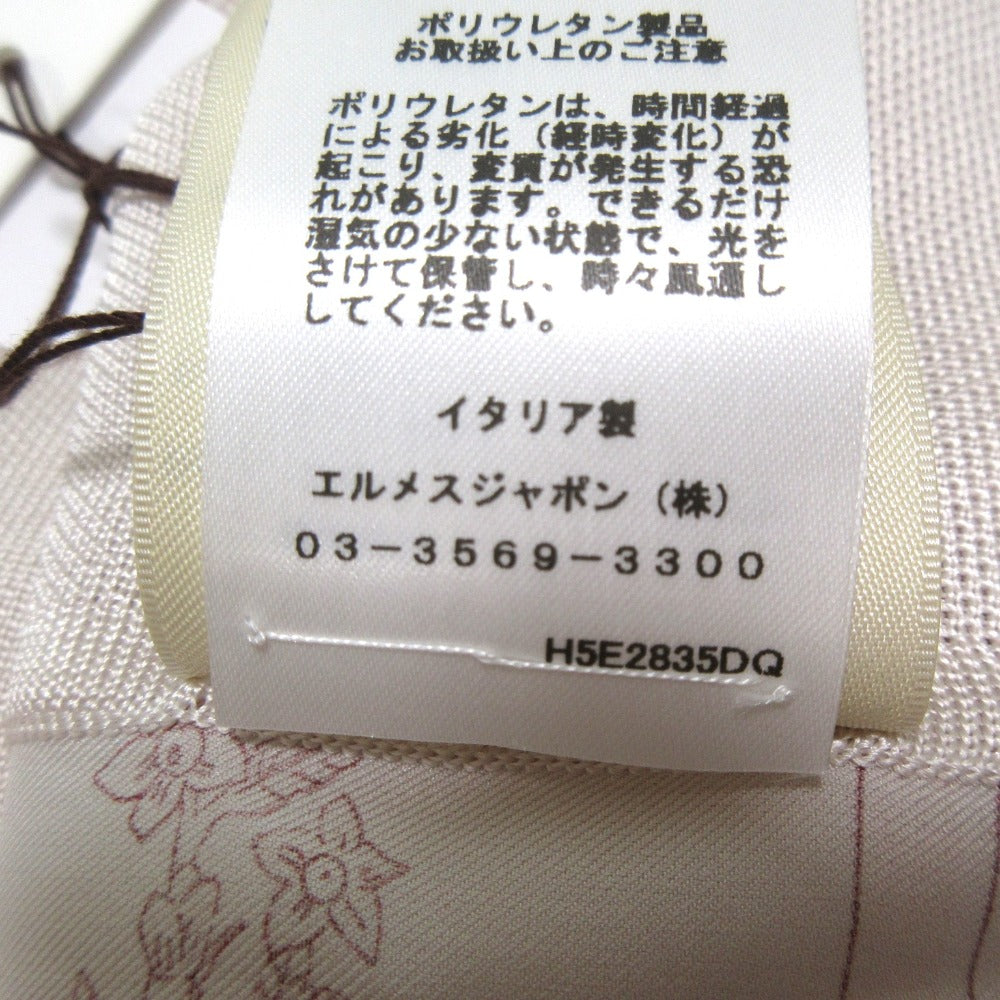 ポリウレタン製品
お取扱い上のご注意
ポリウレタンは、時間経過
による劣化（経時変化）が
起こり、変質が発生する恐
れがあります。できるだけ
湿気の少ない状態で、光を
さけて保管し、時々風通し
してください。
イタリア製
エルメスジャポン（株）
03-3569-3300
H5E2835DQ